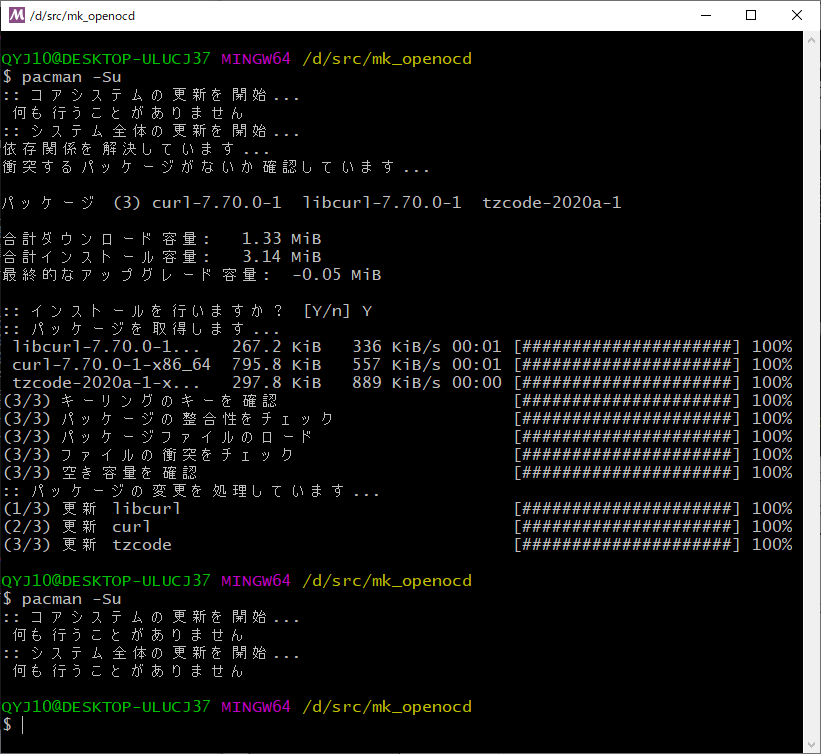 /d/src/mk_openocd
QYJ10@DESKTOP-ULUCJ37 MINGW64 /d/src/mk_openocd
$ pacman -Su
:: コアシステムの更新を開始...
 何も行うことがありません
:: システム全体の更新を開始...
依存関係を解決しています...
衝突するパッケージがないか確認しています...
パッケージ (3) curl-7.70.0-1  libcurl-7.70.0-1  tzcode-2020a-1
合計ダウンロード容量:   1.33 MiB
合計インストール容量:   3.14 MiB
最終的なアップグレード容量:  -0.05 MiB
:: インストールを行いますか? [Y/n] Y
:: パッケージを取得します...
 libcurl-7.70.0-1...   267.2 KiB   336 KiB/s 00:01 [#####################] 100%
 curl-7.70.0-1-x86_64  795.8 KiB   557 KiB/s 00:01 [#####################] 100%
 tzcode-2020a-1-x...   297.8 KiB   889 KiB/s 00:00 [#####################] 100%
(3/3) キーリングのキーを確認 [#####################] 100%
(3/3) パッケージの整合性をチェック [#####################] 100%
(3/3) パッケージファイルのロード [#####################] 100%
(3/3) ファイルの衝突をチェック [#####################] 100%
(3/3) 空き容量を確認 [#####################] 100%
:: パッケージの変更を処理しています...
(1/3) 更新 libcurl [#####################] 100%
(2/3) 更新 curl [#####################] 100%
(3/3) 更新 tzcode [#####################] 100%
QYJ10@DESKTOP-ULUCJ37 MINGW64 /d/src/mk_openocd
$ pacman -Su
:: コアシステムの更新を開始...
 何も行うことがありません
:: システム全体の更新を開始...
 何も行うことがありません
QYJ10@DESKTOP-ULUCJ37 MINGW64 /d/src/mk_openocd
$